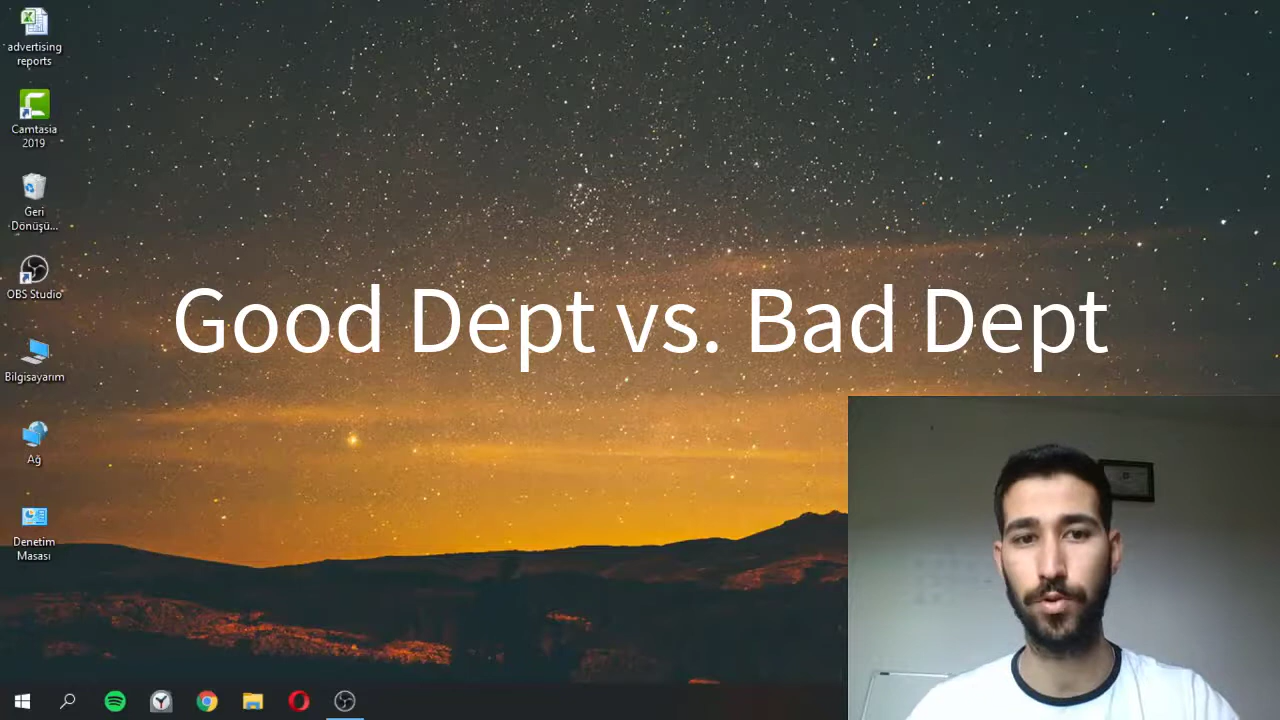 advertising
reports
Camtasia
2019
Geri
Dönüşü...
OBS Studio
Good Dept vs. Bad Dept
Bilgisayarım
Ağ
Denetim
Masası